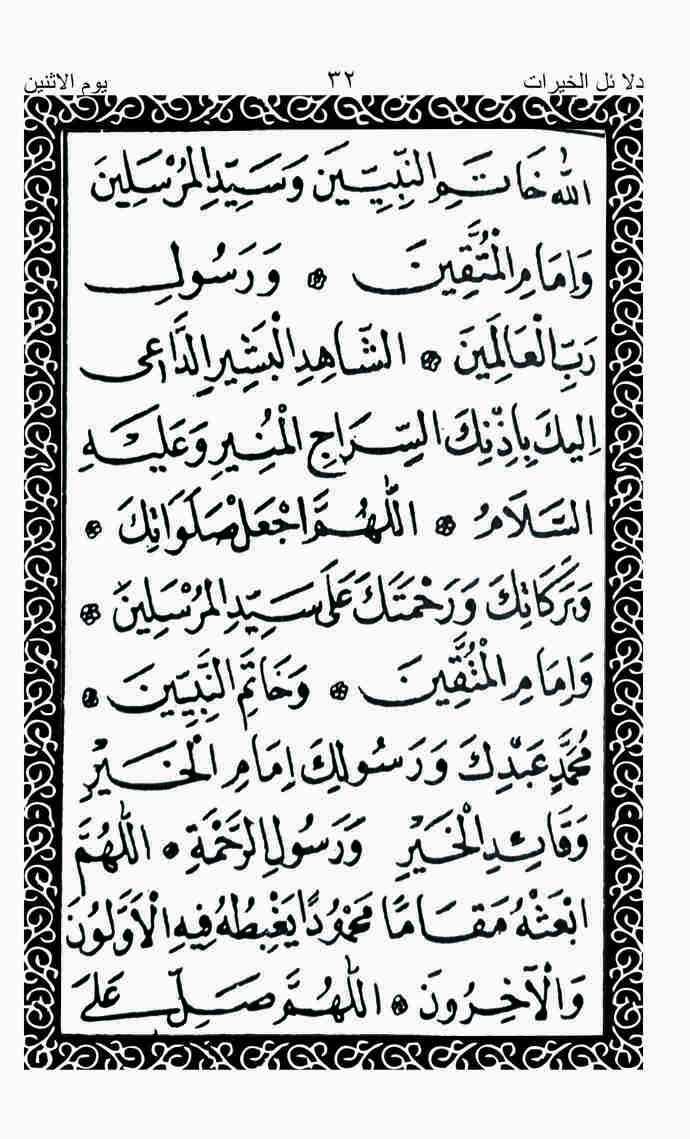 دلا ئل الخيرات ٣٢ يوم الاثنين
اللهِ خَاتَمِ النَّبِيِّينَ وَسَيِّدِ الْمُرْسَلِينَ
وَاِمَامِ الْمُتَّقِينَ ۞ وَرَسُولِ
رَبِّ الْعَالَمِينَ ۞ الشَّاهِدِ الْبَشِيرِ الدَّاعِى
اِلَيكَ بِاِذْنِكَ السِّرَاجِ الْمُنِيرِ وَعَلَيْهِ
السَّلَامُ ۞ اَللّٰهُمَّ اجْعَلْ صَلَوَاتِكَ ۞
وَبَرَكَاتِكَ وَرَحْمَتَكَ عَلَى سَيِّدِ الْمُرْسَلِينَ ۞
وَاِمَامِ الْمُتَّقِينَ ۞ وَخَاتَمِ النَّبِيِّينَ ۞
مُحَمَّدٍ عَبْدِكَ وَرَسُولِكَ اِمَامِ الْخَيْرِ
وَقَائِدِ الْخَيْرِ وَرَسُولِ الرَّحْمَةِ ۞ اَللّٰهُمَّ
ابْعَثْهُ مَقَامًا مَحْمُودًا يَغْبِطُهُ فِيهِ الْاَوَّلُونَ
وَالْاٰخِرُونَ ۞ اَللّٰهُمَّ صَلِّ عَلَى